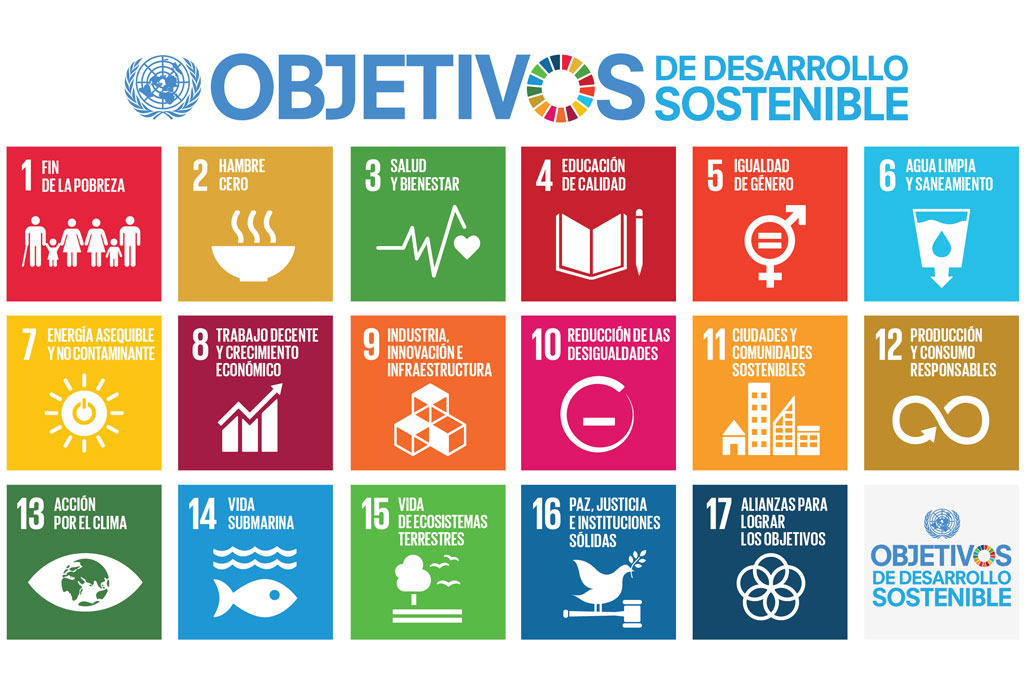 OBJETIVOS
DE DESARROLLO
SOSTENIBLE
1 FIN
DE LA POBREZA
2 HAMBRE
CERO
3 SALUD
Y BIENESTAR
4 EDUCACIÓN
DE CALIDAD
5 IGUALDAD
DE GÉNERO
6 AGUA LIMPIA
Y SANEAMIENTO
7 ENERGÍA ASEQUIBLE
Y NO CONTAMINANTE
8 TRABAJO DECENTE
Y CRECIMIENTO
ECONÓMICO
9 INDUSTRIA,
INNOVACIÓN E
INFRAESTRUCTURA
10 REDUCCIÓN DE LAS
DESIGUALDADES
11 CIUDADES Y
COMUNIDADES
SOSTENIBLES
12 PRODUCCIÓN
Y CONSUMO
RESPONSABLES
13 ACCIÓN
POR EL CLIMA
14 VIDA
SUBMARINA
15 VIDA
DE ECOSISTEMAS
TERRESTRES
16 PAZ, JUSTICIA
E INSTITUCIONES
SÓLIDAS
17 ALIANZAS PARA
LOGRAR
LOS OBJETIVOS
OBJETIVOS
DE DESARROLLO
SOSTENIBLE